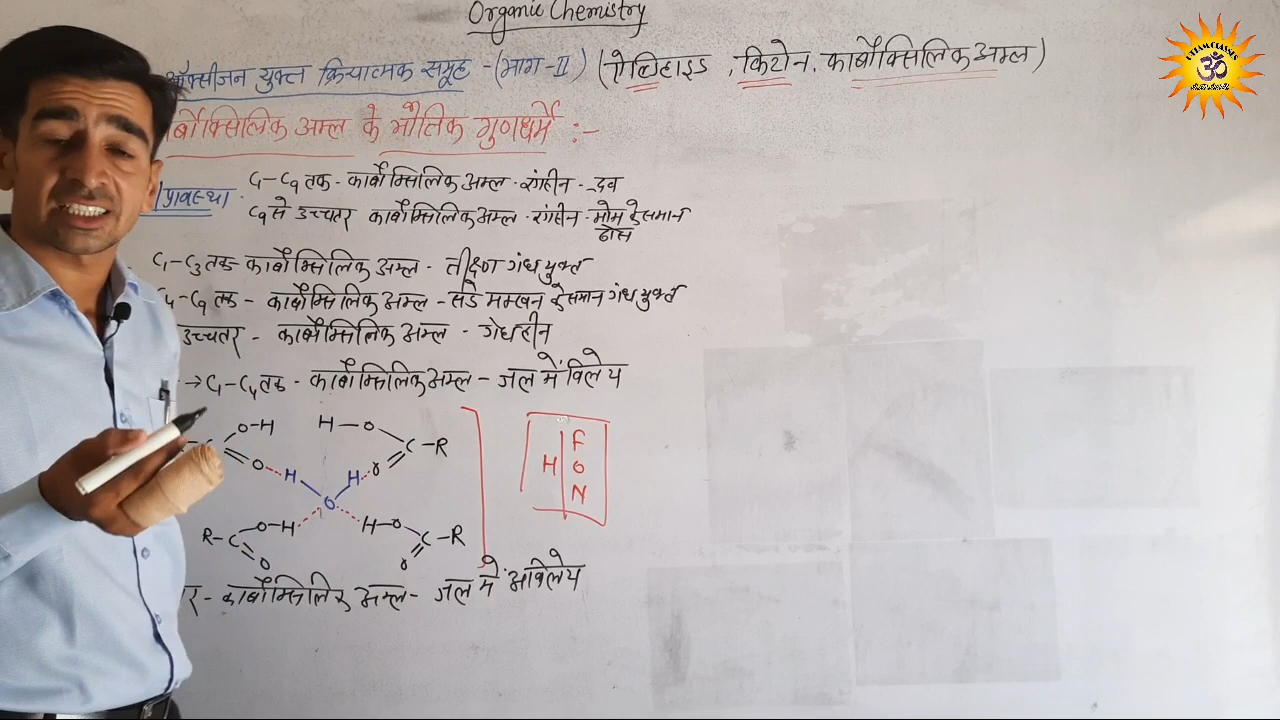 Organic Chemistry
ऑक्सीजन युक्त क्रियात्मक समूह - (भाग-II) (ऐल्डिहाइड, किटोन, कार्बोक्सिलिक अम्ल)
कार्बोक्सिलिक अम्ल के भौतिक गुणधर्म :-
C₁-C₉ तक - कार्बोक्सिलिक अम्ल - रंगहीन - द्रव
C₉ से उच्चतर कार्बोक्सिलिक अम्ल - रंगहीन - मोम के समान
ठोस
C₁-C₃ तक कार्बोक्सिलिक अम्ल - तीक्ष्ण गंध युक्त
C₄-C₉ तक - कार्बोक्सिलिक अम्ल - सडे मक्खन के समान गंध युक्त
उच्चतर - कार्बोक्सिलिक अम्ल - गंधहीन
→ C₁-C₄ तक - कार्बोक्सिलिक अम्ल - जल में विलेय
O-H H-O
C C-R
O H H O
O
O-H H-O
R-C C-R
O O
H F
O
N
कार्बोक्सिलिक अम्ल - जल में अविलेय
EXAM CLASSES
ॐ